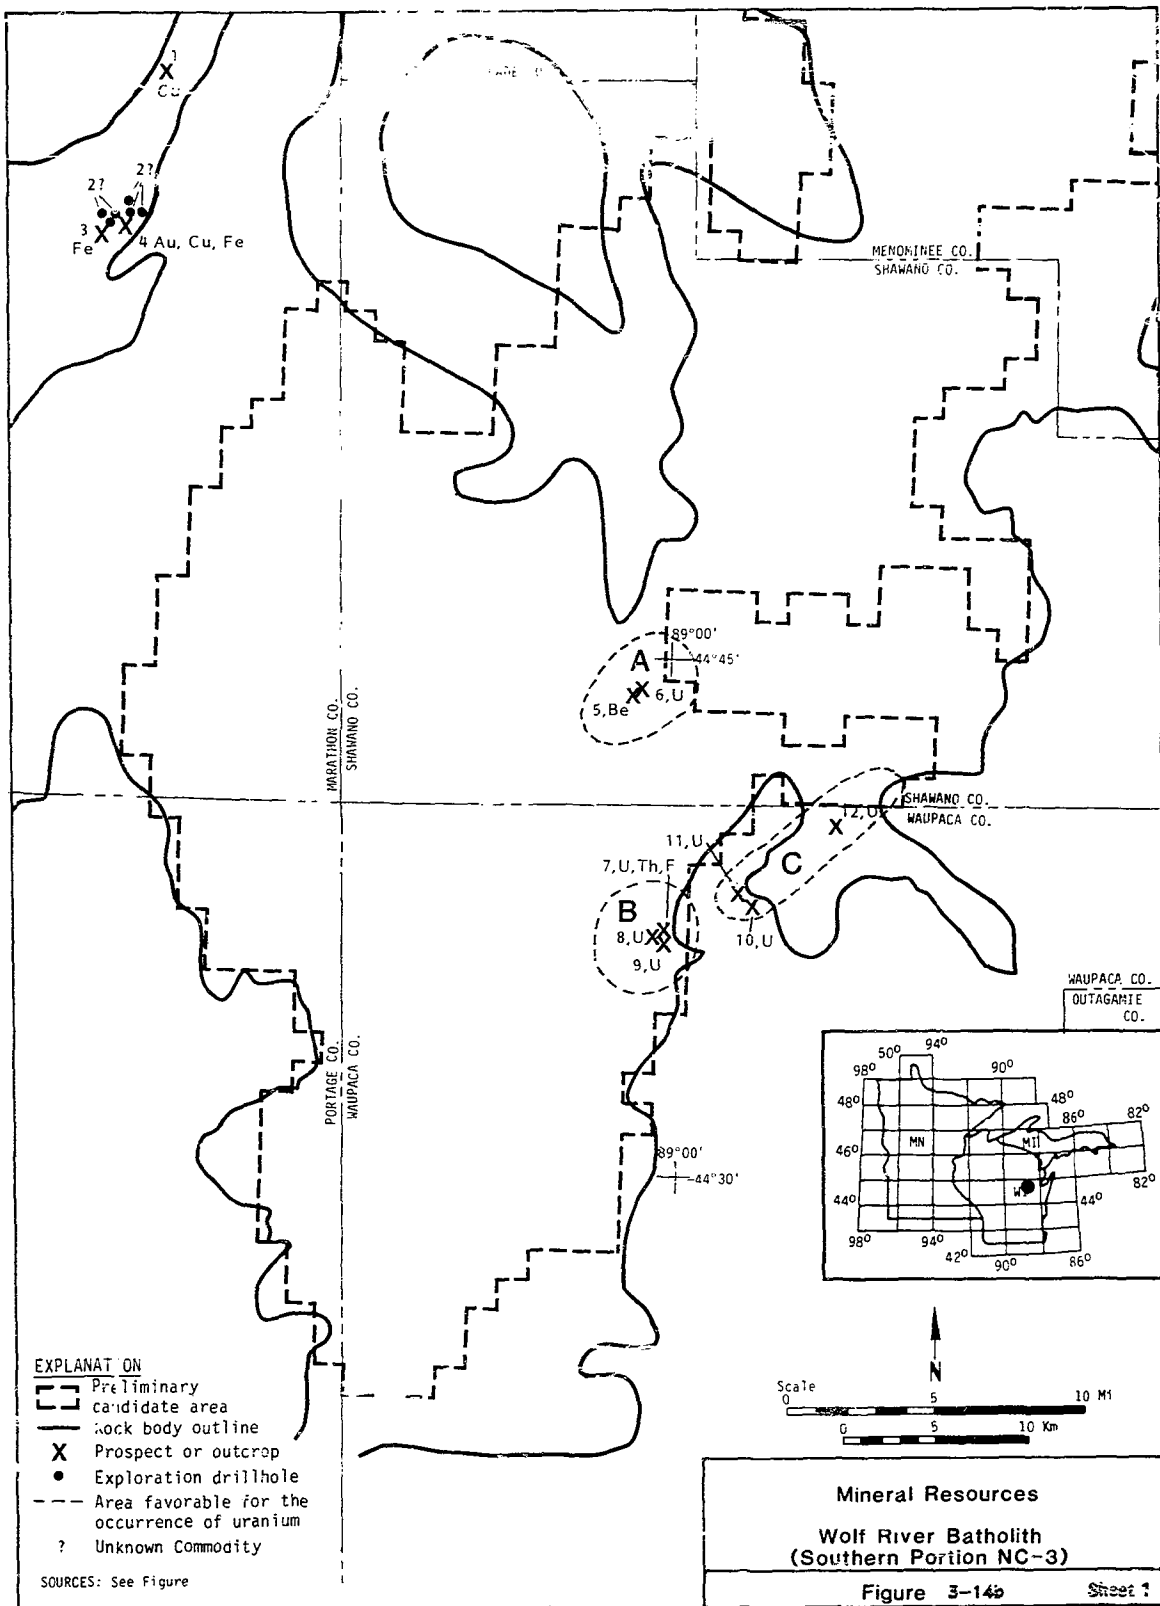 1
Cu
2?
2?
3
Fe
4 Au, Cu, Fe
MENOMINEE CO.
SHAWANO CO.
89°00'
44°45'
A
6,U
5,Be
MARATHON CO.
SHAWANO CO.
SHAWANO CO.
WAUPACA CO.
12,U
11,U
C
7,U,Th,F
B
8,U
9,U
10,U
WAUPACA CO.
OUTAGAMIE
CO.
PORTAGE CO.
WAUPACA CO.
89°00'
44°30'
50° 94°
98° 90°
48° 48°
86° 82°
MN MI
46°
82°
W
44° 44°
98° 94°
42° 90° 86°
N
Scale
0 5 10 Mi
0 5 10 Km
EXPLANAT ON
Preliminary
candidate area
Rock body outline
X Prospect or outcrop
Exploration drillhole
Area favorable for the
occurrence of uranium
? Unknown Commodity
SOURCES: See Figure
Mineral Resources
Wolf River Batholith
(Southern Portion NC-3)
Figure 3-14b Sheet 1